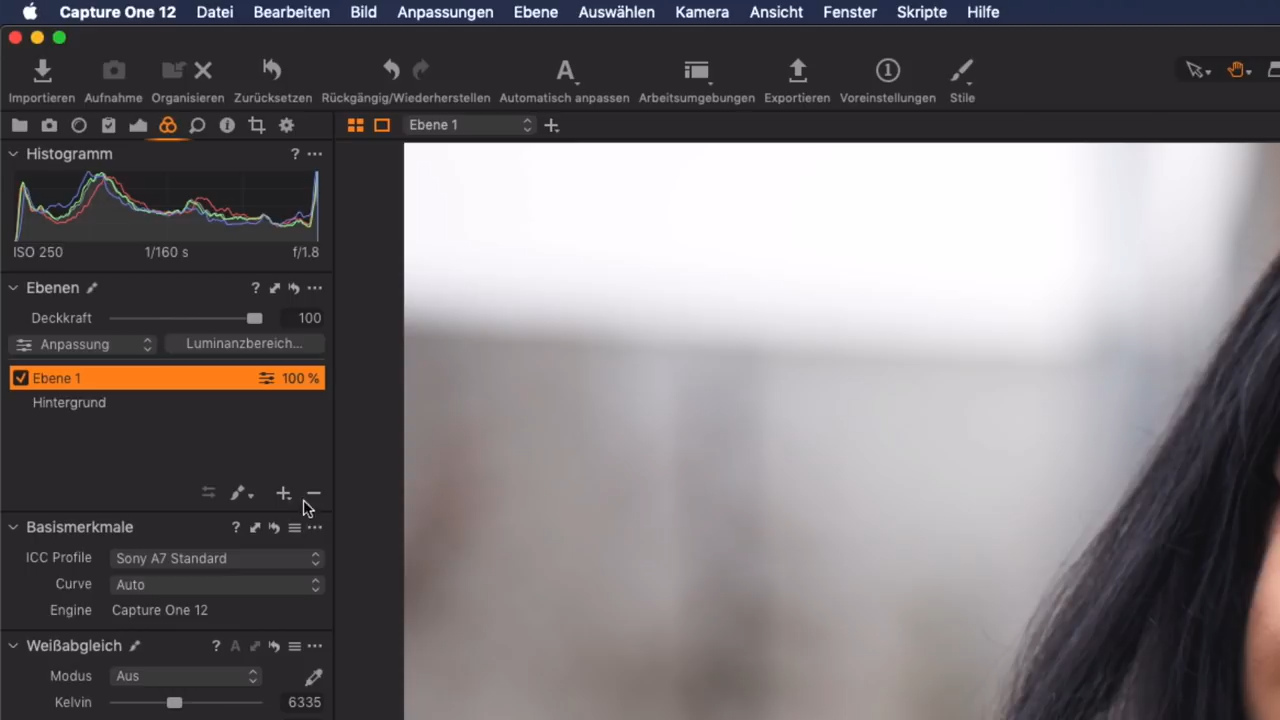 Capture One 12 Datei Bearbeiten Bild Anpassungen Ebene Auswählen Kamera Ansicht Fenster Skripte Hilfe
Importieren Aufnahme Organisieren Zurücksetzen Rückgängig/Wiederherstellen Automatisch anpassen Arbeitsumgebungen Exportieren Voreinstellungen Stile
Ebene 1
Histogramm ?
ISO 250 1/160 s f/1.8
Ebenen ?
Deckkraft 100
Anpassung Luminanzbereich...
Ebene 1 100 %
Hintergrund
Basismerkmale ?
ICC Profile Sony A7 Standard
Curve Auto
Engine Capture One 12
Weißabgleich ? A
Modus Aus
Kelvin 6335